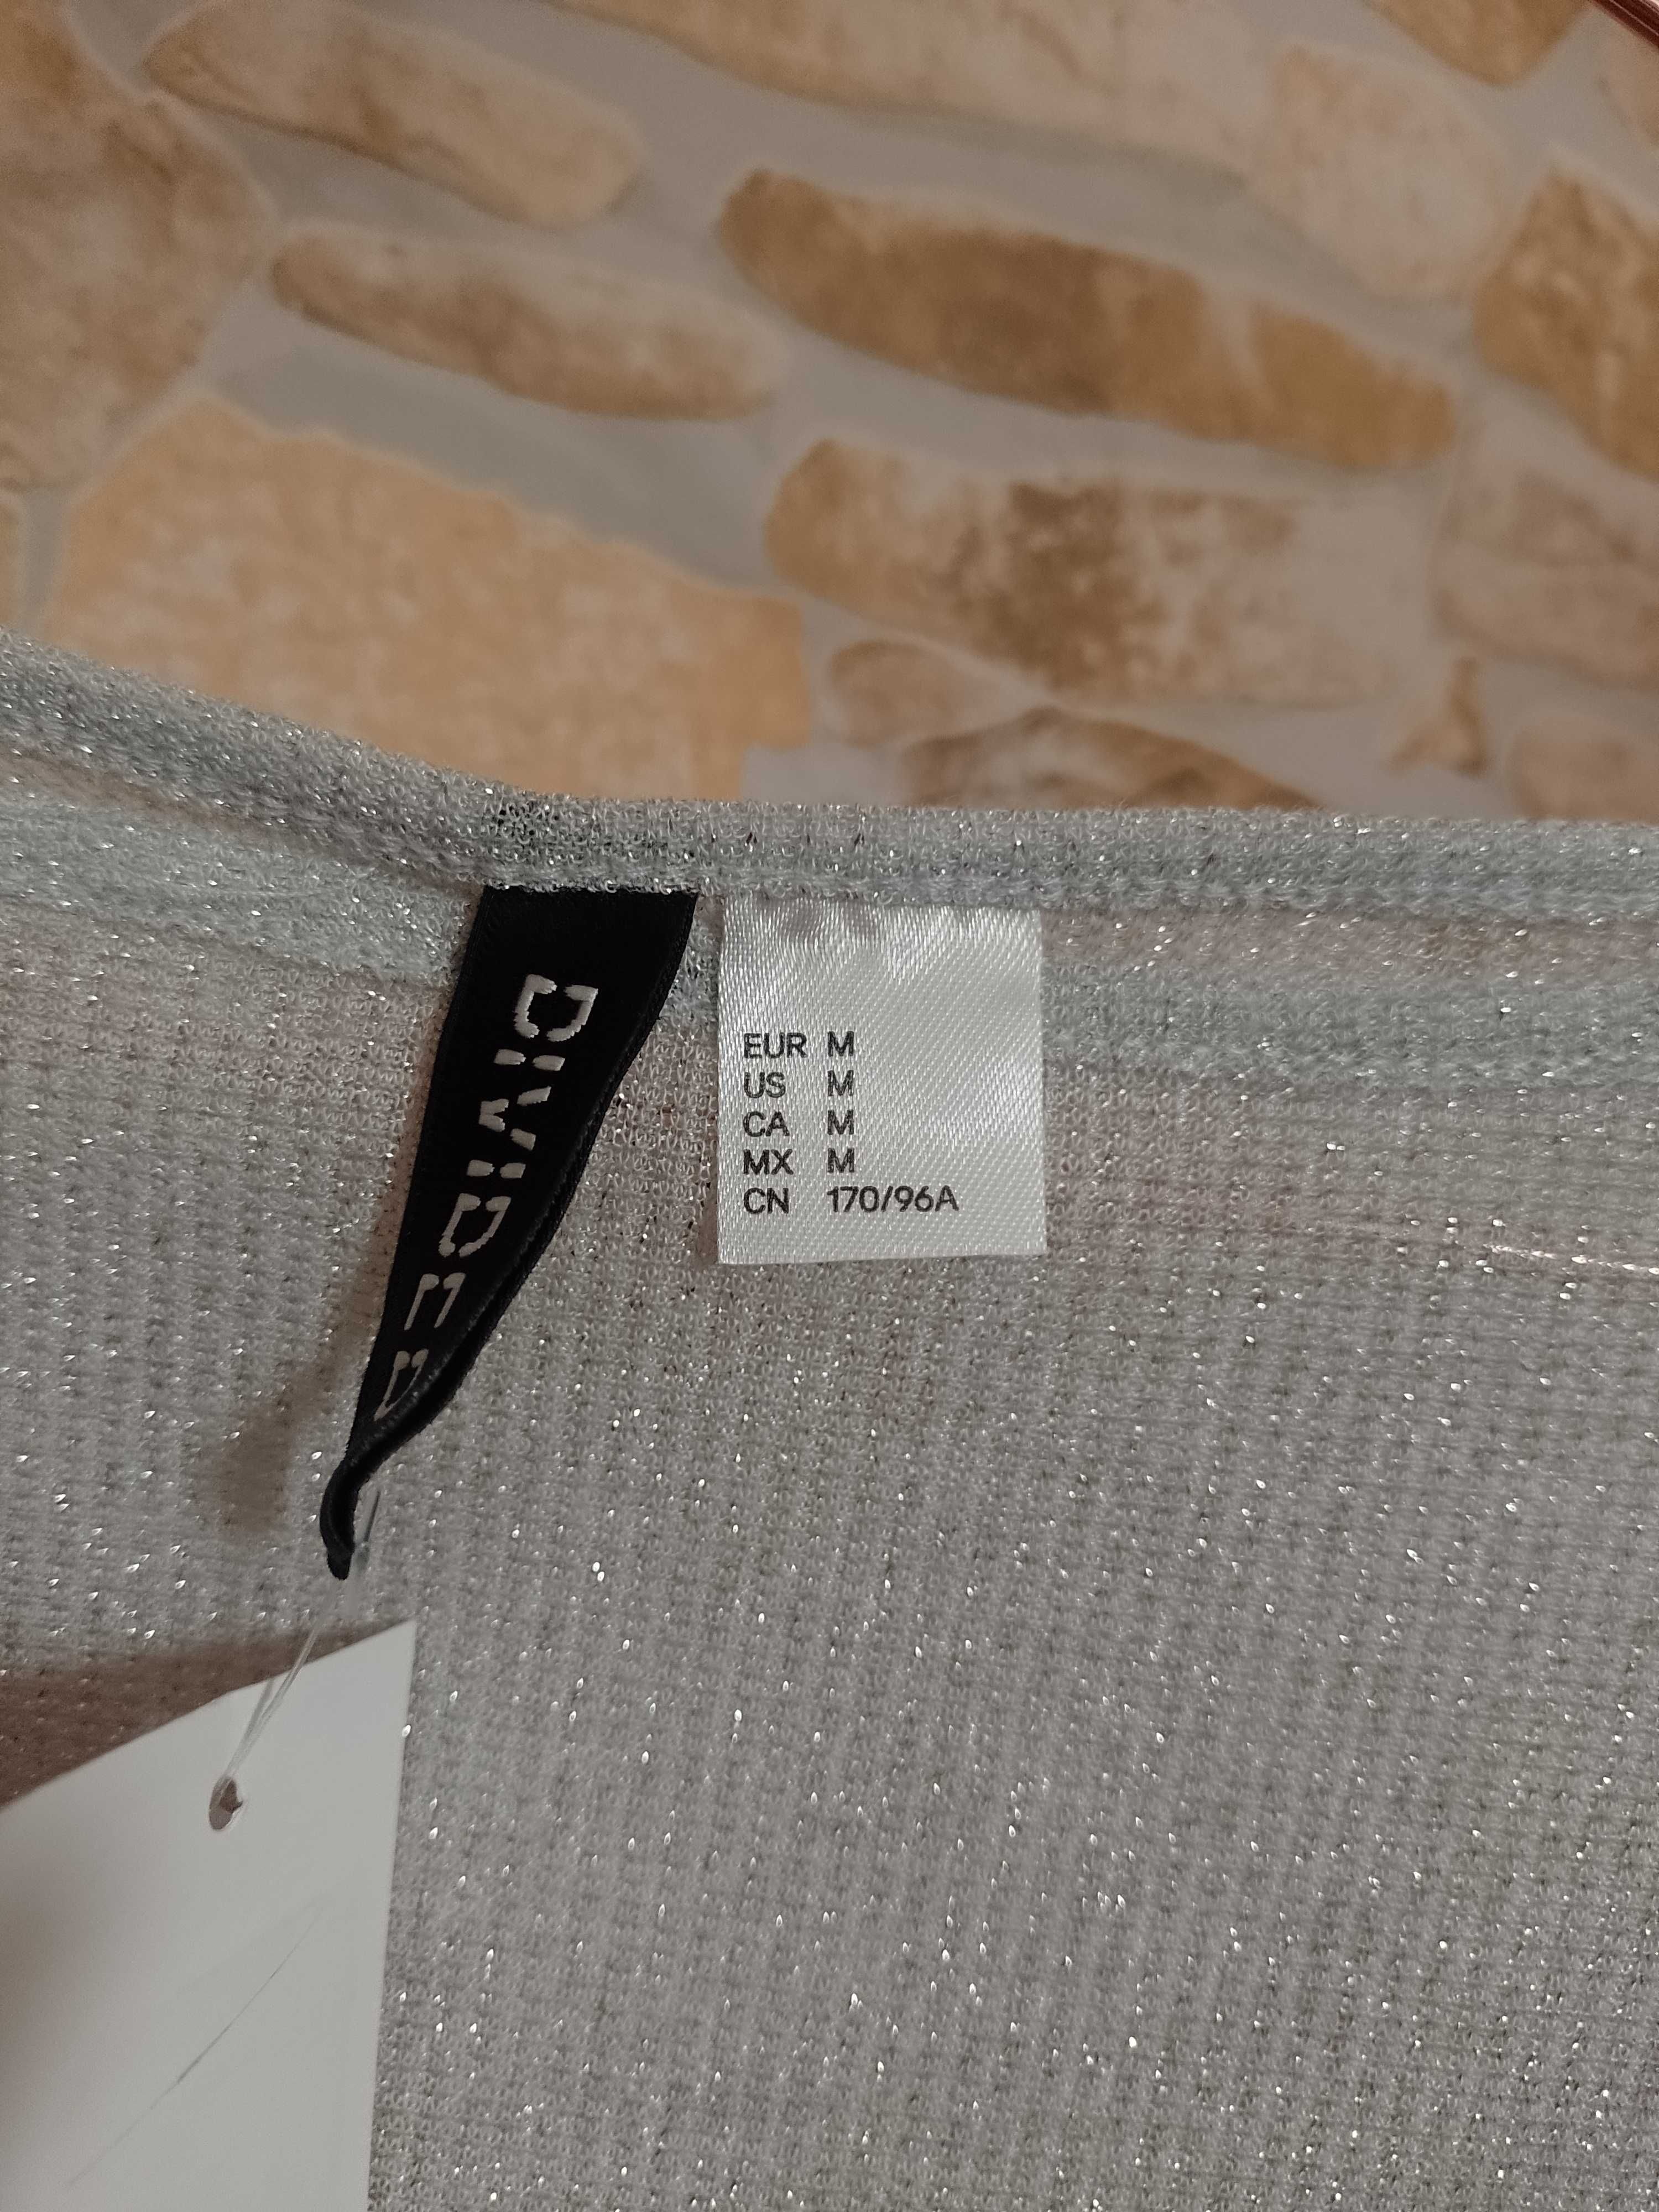 DIVIDED
EUR M
US M
CA M
MX M
CN 170/96A